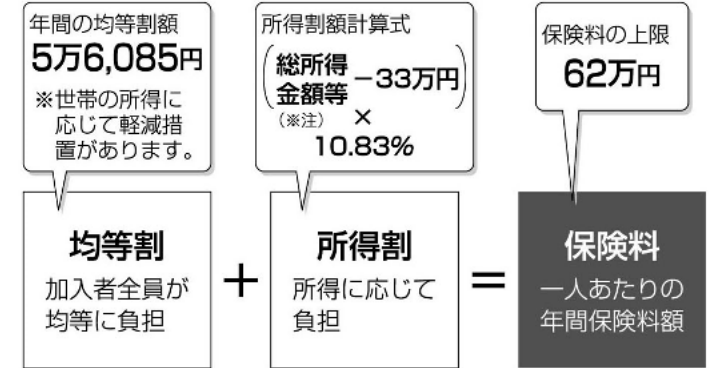 年間の均等割額
5万6,085円
※世帯の所得に
応じて軽減措
置があります。
所得割額計算式
(総所得金額等−33万円)
(※注)
×
10.83%
保険料の上限
62万円
均等割
加入者全員が
均等に負担
+
所得割
所得に応じて
負担
=
保険料
一人あたりの
年間保険料額